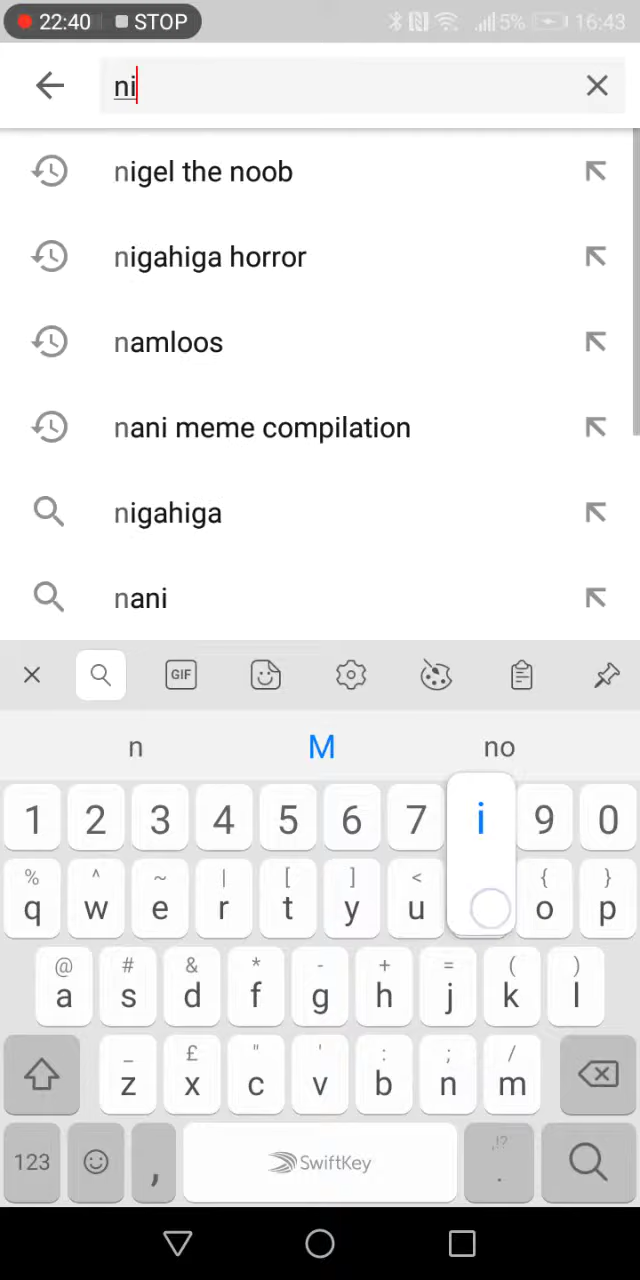 22:40 STOP 5% 16:43
ni
nigel the noob
nigahiga horror
namloos
nani meme compilation
nigahiga
nani
GIF
n M no
1 2 3 4 5 6 7 i 9 0
% ^ ~ | [ ] < { }
q w e r t y u o p
@ # & * - + = ( )
a s d f g h j k l
_ £ " ' : ; /
z x c v b n m
,!?
123 , SwiftKey .